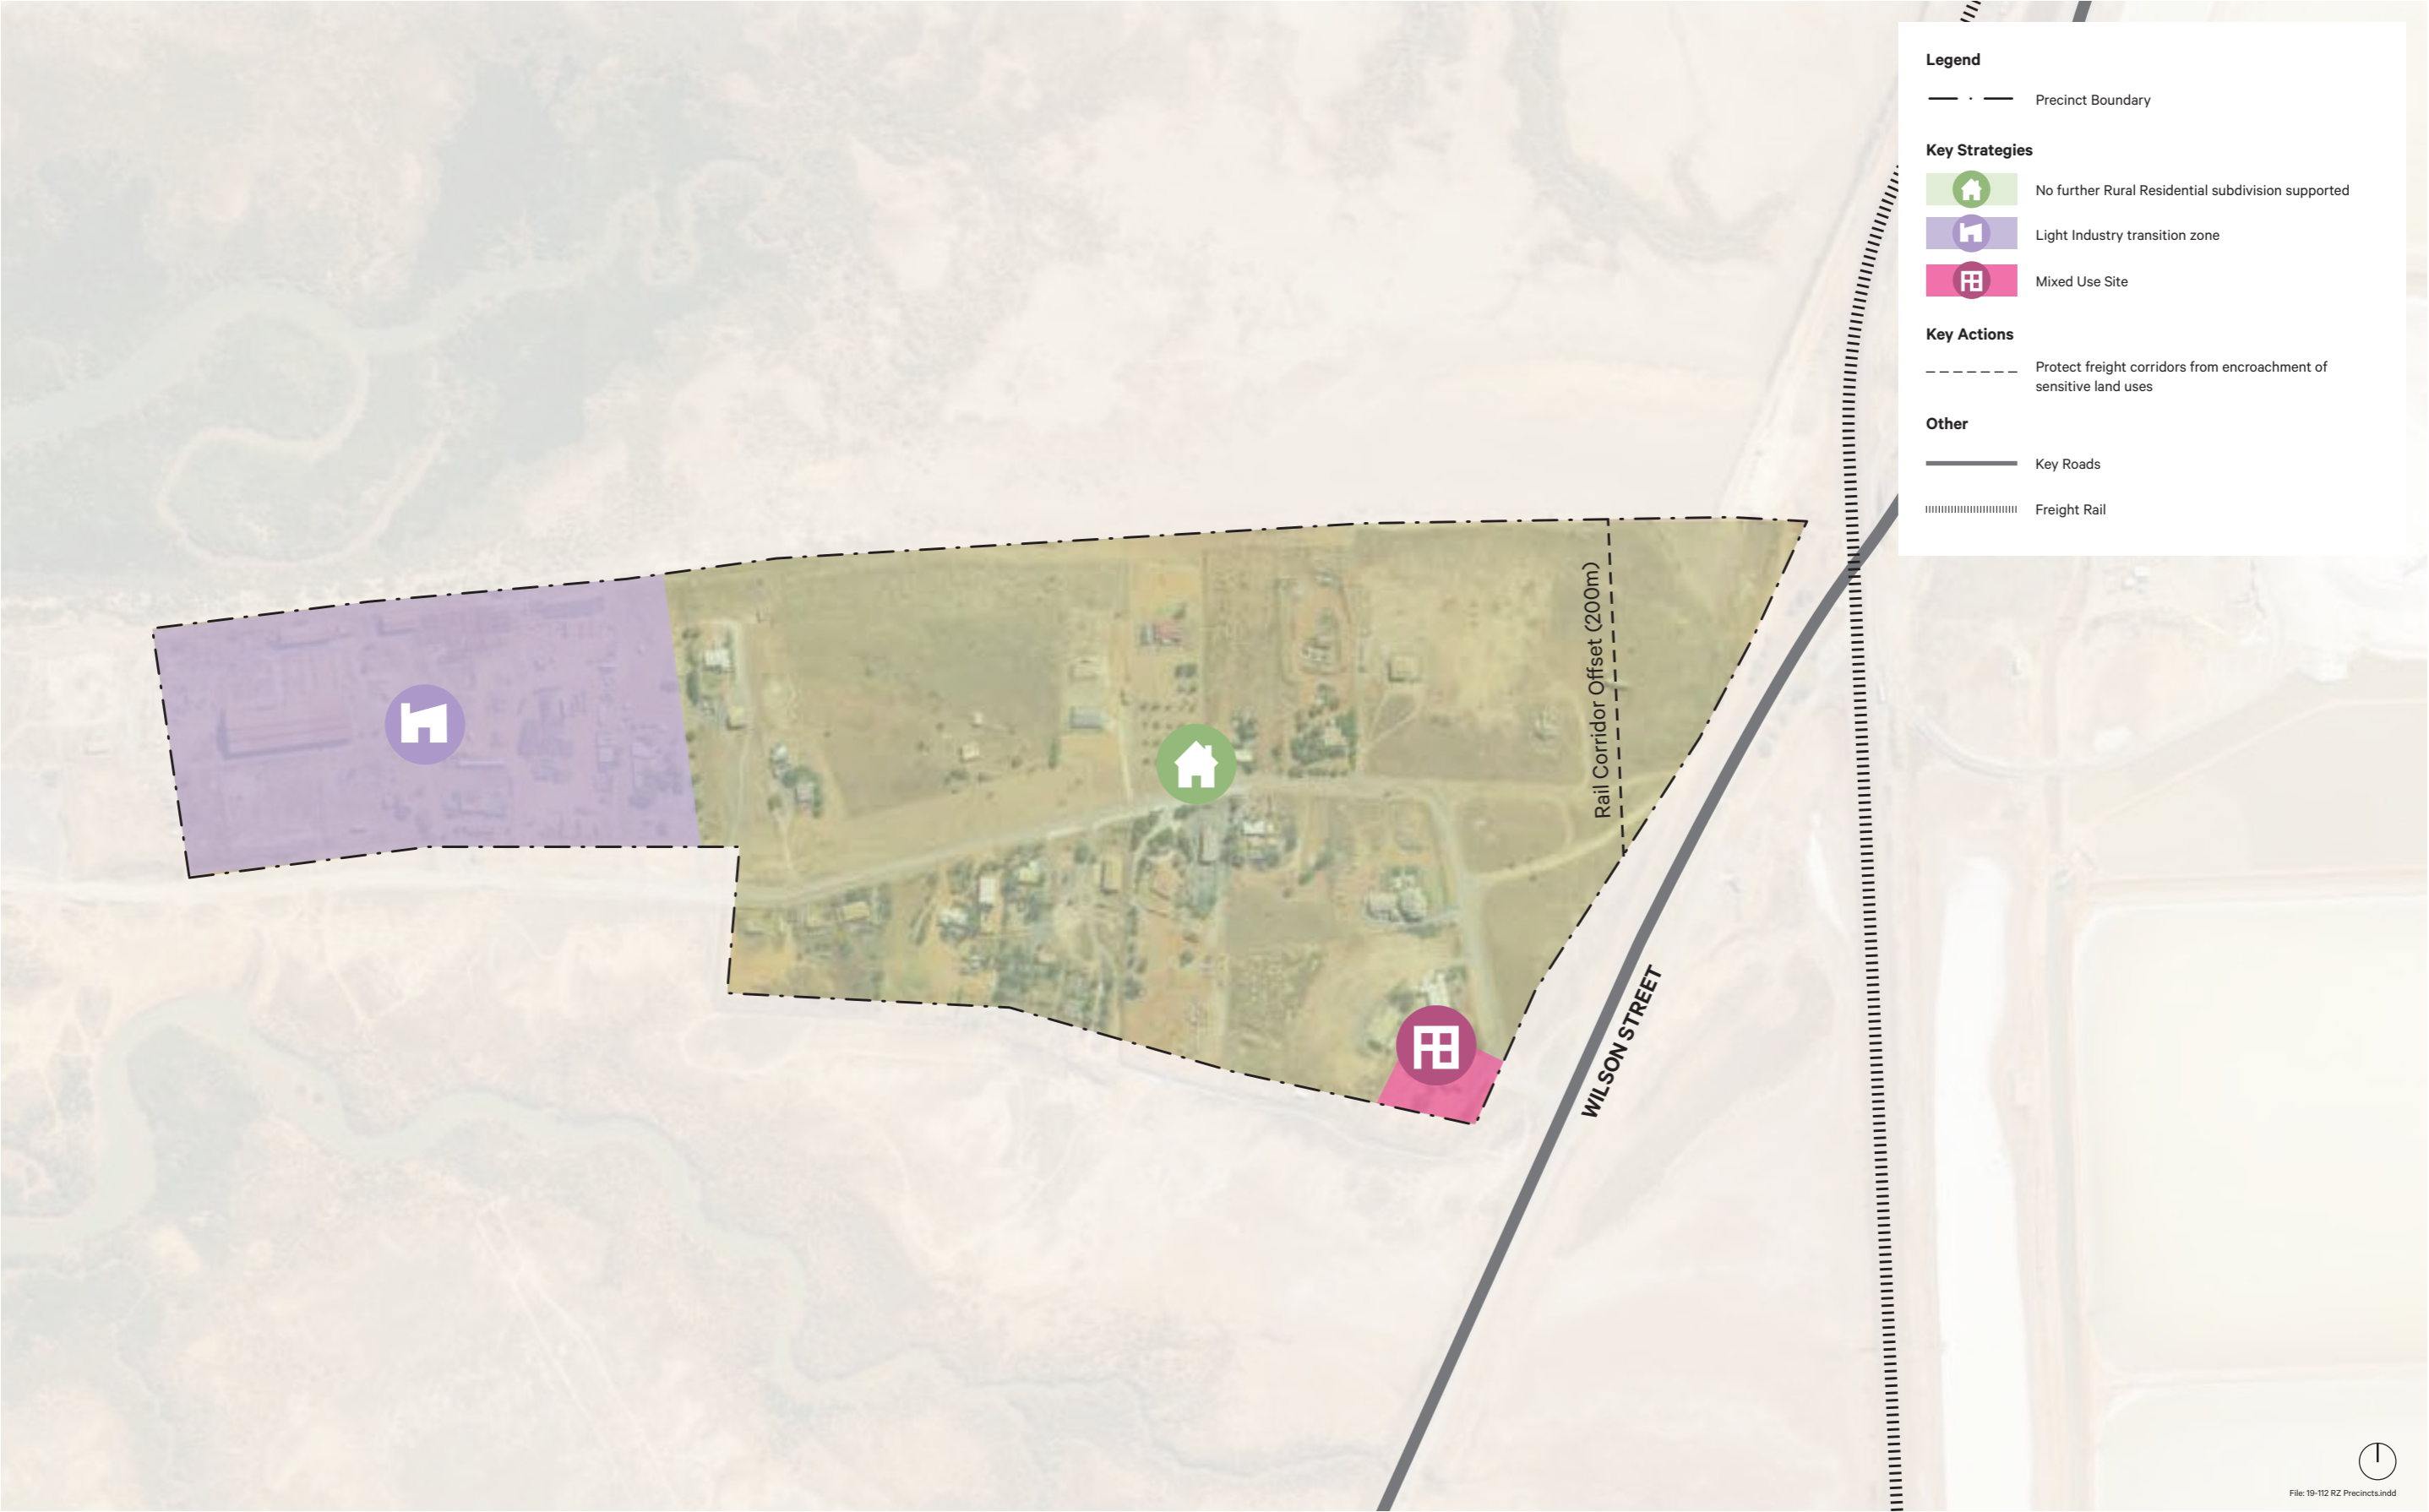 Legend
Precinct Boundary
Key Strategies
No further Rural Residential subdivision supported
Light Industry transition zone
Mixed Use Site
Key Actions
Protect freight corridors from encroachment of
sensitive land uses
Other
Key Roads
Freight Rail
Rail Corridor Offset (200m)
WILSON STREET
File: 19-112 RZ Precincts.indd